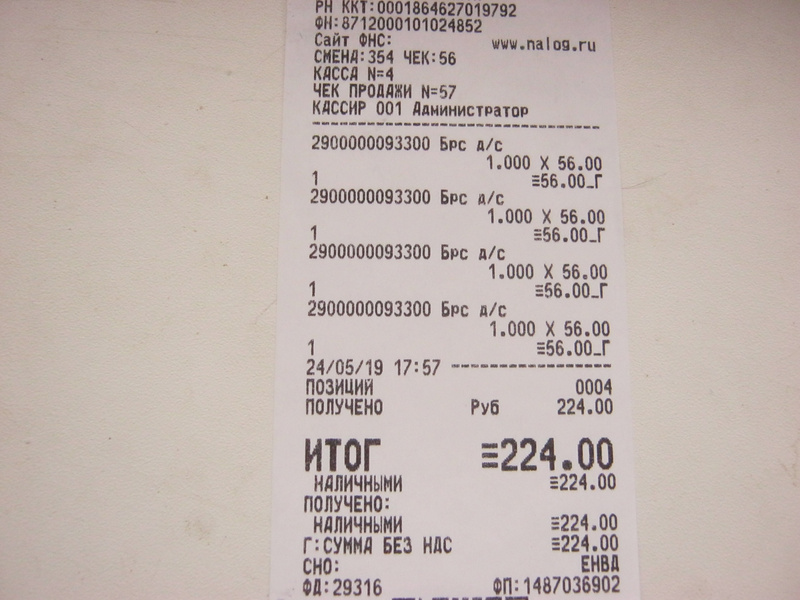 РН ККТ:0001864627019792
ФН:8712000101024852
Сайт ФНС: www.nalog.ru
СМЕНА:354 ЧЕК:56
КАССА N=4
ЧЕК ПРОДАЖИ N=57
КАССИР 001 Администратор
2900000093300 Брс д/с
1.000 X 56.00
1 ≡56.00_Г
2900000093300 Брс д/с
1.000 X 56.00
1 ≡56.00_Г
2900000093300 Брс д/с
1.000 X 56.00
1 ≡56.00_Г
2900000093300 Брс д/с
1.000 X 56.00
1 ≡56.00_Г
24/05/19 17:57
ПОЗИЦИЙ 0004
ПОЛУЧЕНО Руб 224.00
ИТОГ ≡224.00
НАЛИЧНЫМИ ≡224.00
ПОЛУЧЕНО:
НАЛИЧНЫМИ ≡224.00
Г:СУММА БЕЗ НДС ≡224.00
СНО: ЕНВД
ФД:29316 ФП:1487036902